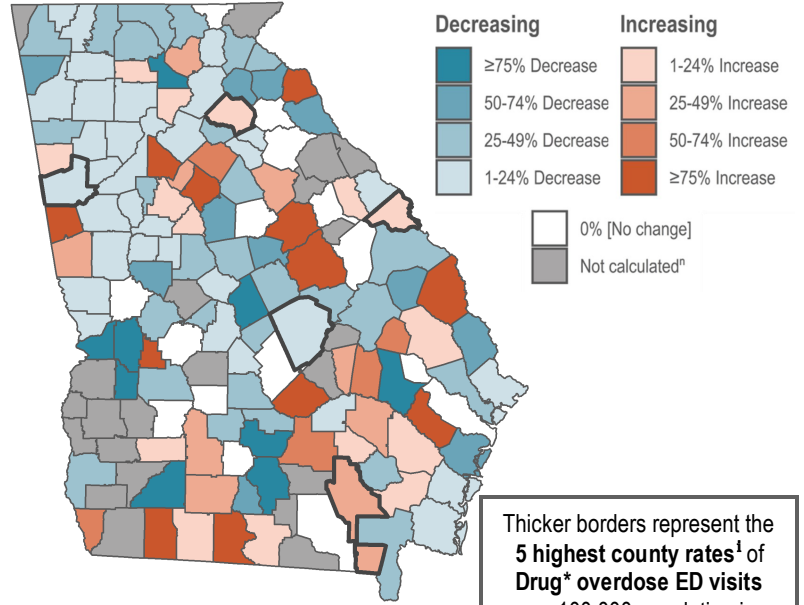 Decreasing
Increasing
≥75% Decrease
1-24% Increase
50-74% Decrease
25-49% Increase
25-49% Decrease
50-74% Increase
1-24% Decrease
≥75% Increase
0% [No change]
Not calculatedⁿ
Thicker borders represent the
5 highest county rates of
Drug* overdose ED visits